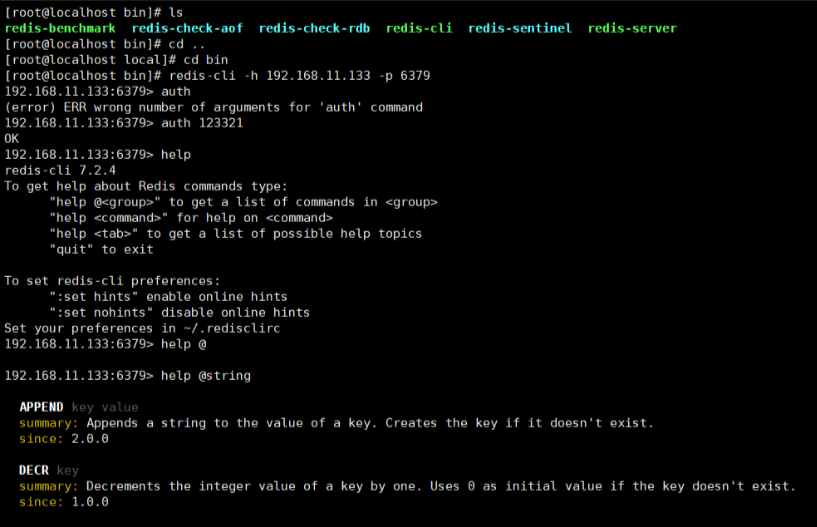 [root@localhost bin]# ls
redis-benchmark  redis-check-aof  redis-check-rdb  redis-cli  redis-sentinel  redis-server
[root@localhost bin]# cd ..
[root@localhost local]# cd bin
[root@localhost bin]# redis-cli -h 192.168.11.133 -p 6379
192.168.11.133:6379> auth
(error) ERR wrong number of arguments for 'auth' command
192.168.11.133:6379> auth 123321
OK
192.168.11.133:6379> help
redis-cli 7.2.4
To get help about Redis commands type:
      "help @<group>" to get a list of commands in <group>
      "help <command>" for help on <command>
      "help <tab>" to get a list of possible help topics
      "quit" to exit

To set redis-cli preferences:
      ":set hints" enable online hints
      ":set nohints" disable online hints
Set your preferences in ~/.redisclirc
192.168.11.133:6379> help @

192.168.11.133:6379> help @string

  APPEND key value
  summary: Appends a string to the value of a key. Creates the key if it doesn't exist.
  since: 2.0.0

  DECR key
  summary: Decrements the integer value of a key by one. Uses 0 as initial value if the key doesn't exist.
  since: 1.0.0